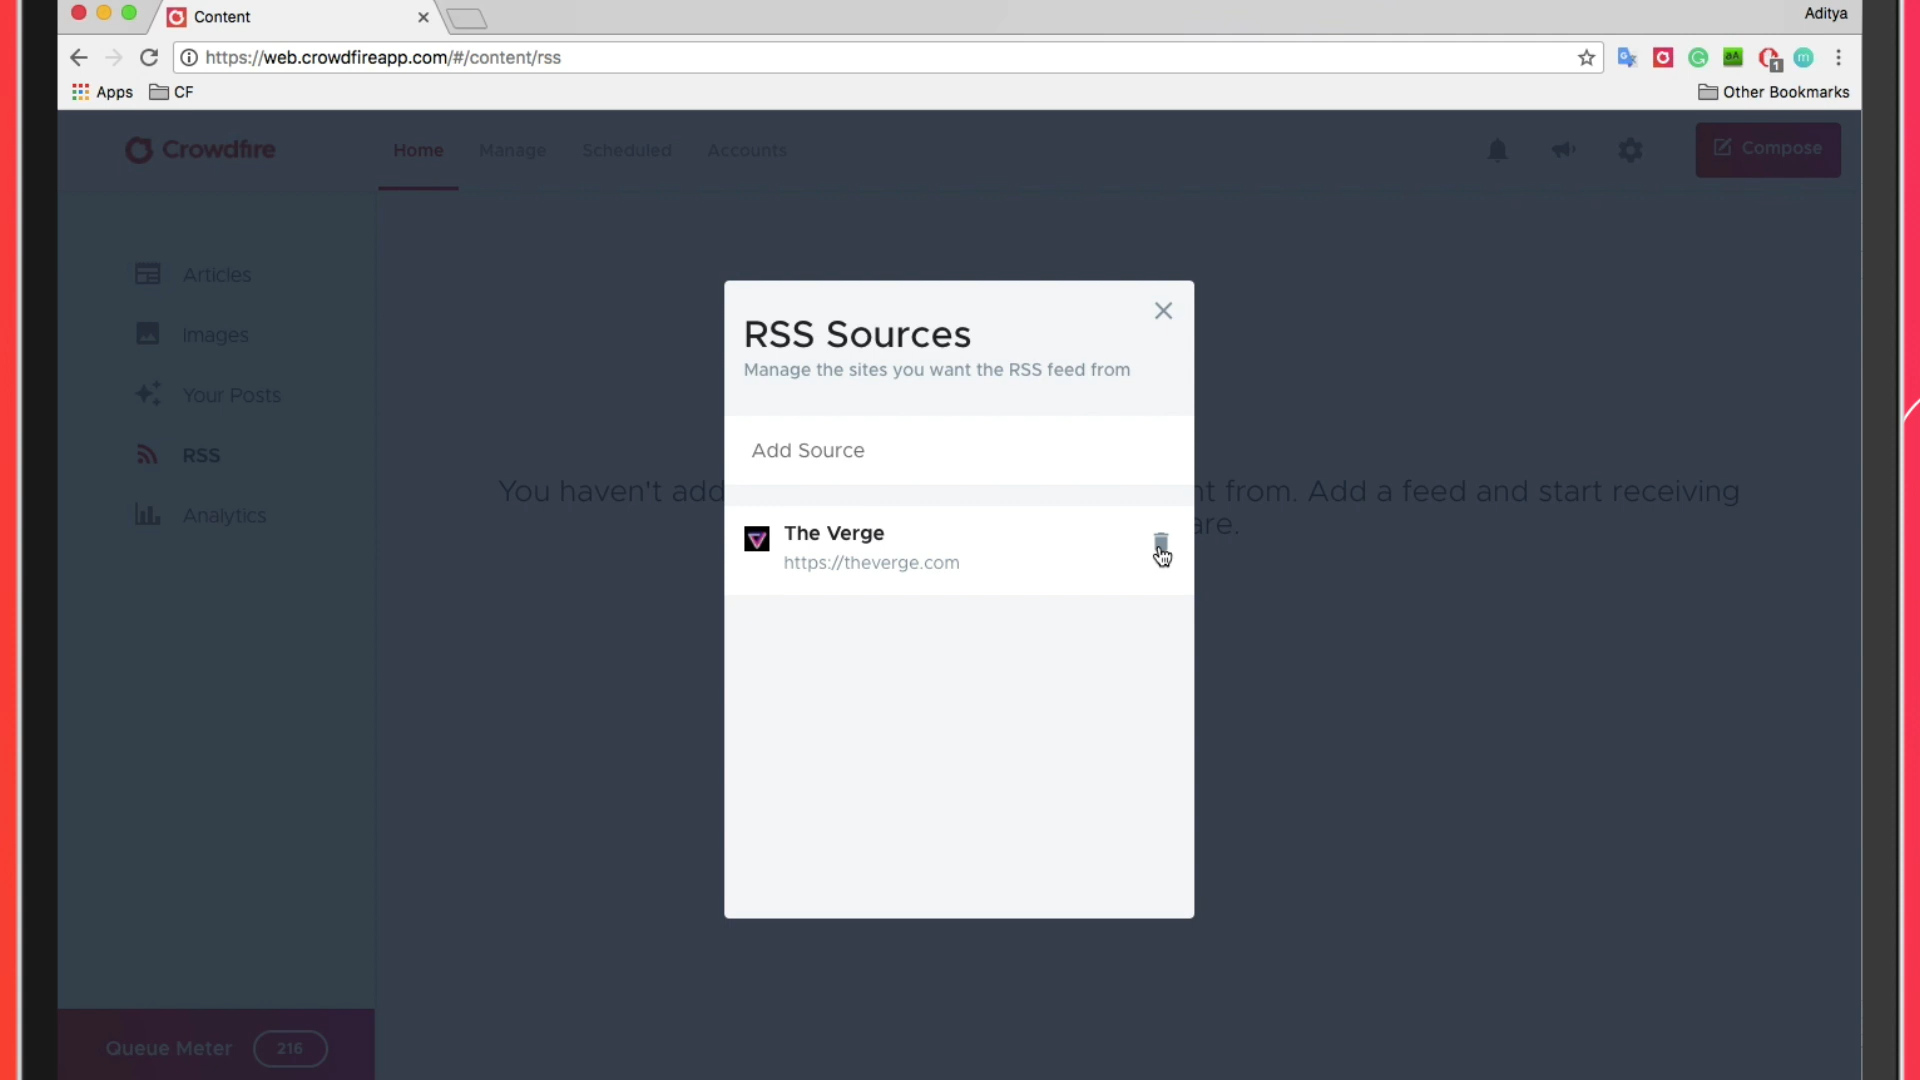 Content
Aditya
https://web.crowdfireapp.com/#/content/rss
1
m
Apps
CF
Other Bookmarks
Crowdfire
Home
Manage
Scheduled
Accounts
Compose
Articles
Images
Your Posts
RSS
Analytics
RSS Sources
Manage the sites you want the RSS feed from
Add Source
You haven't add
nt from. Add a feed and start receiving
are.
The Verge
https://theverge.com
Queue Meter
216